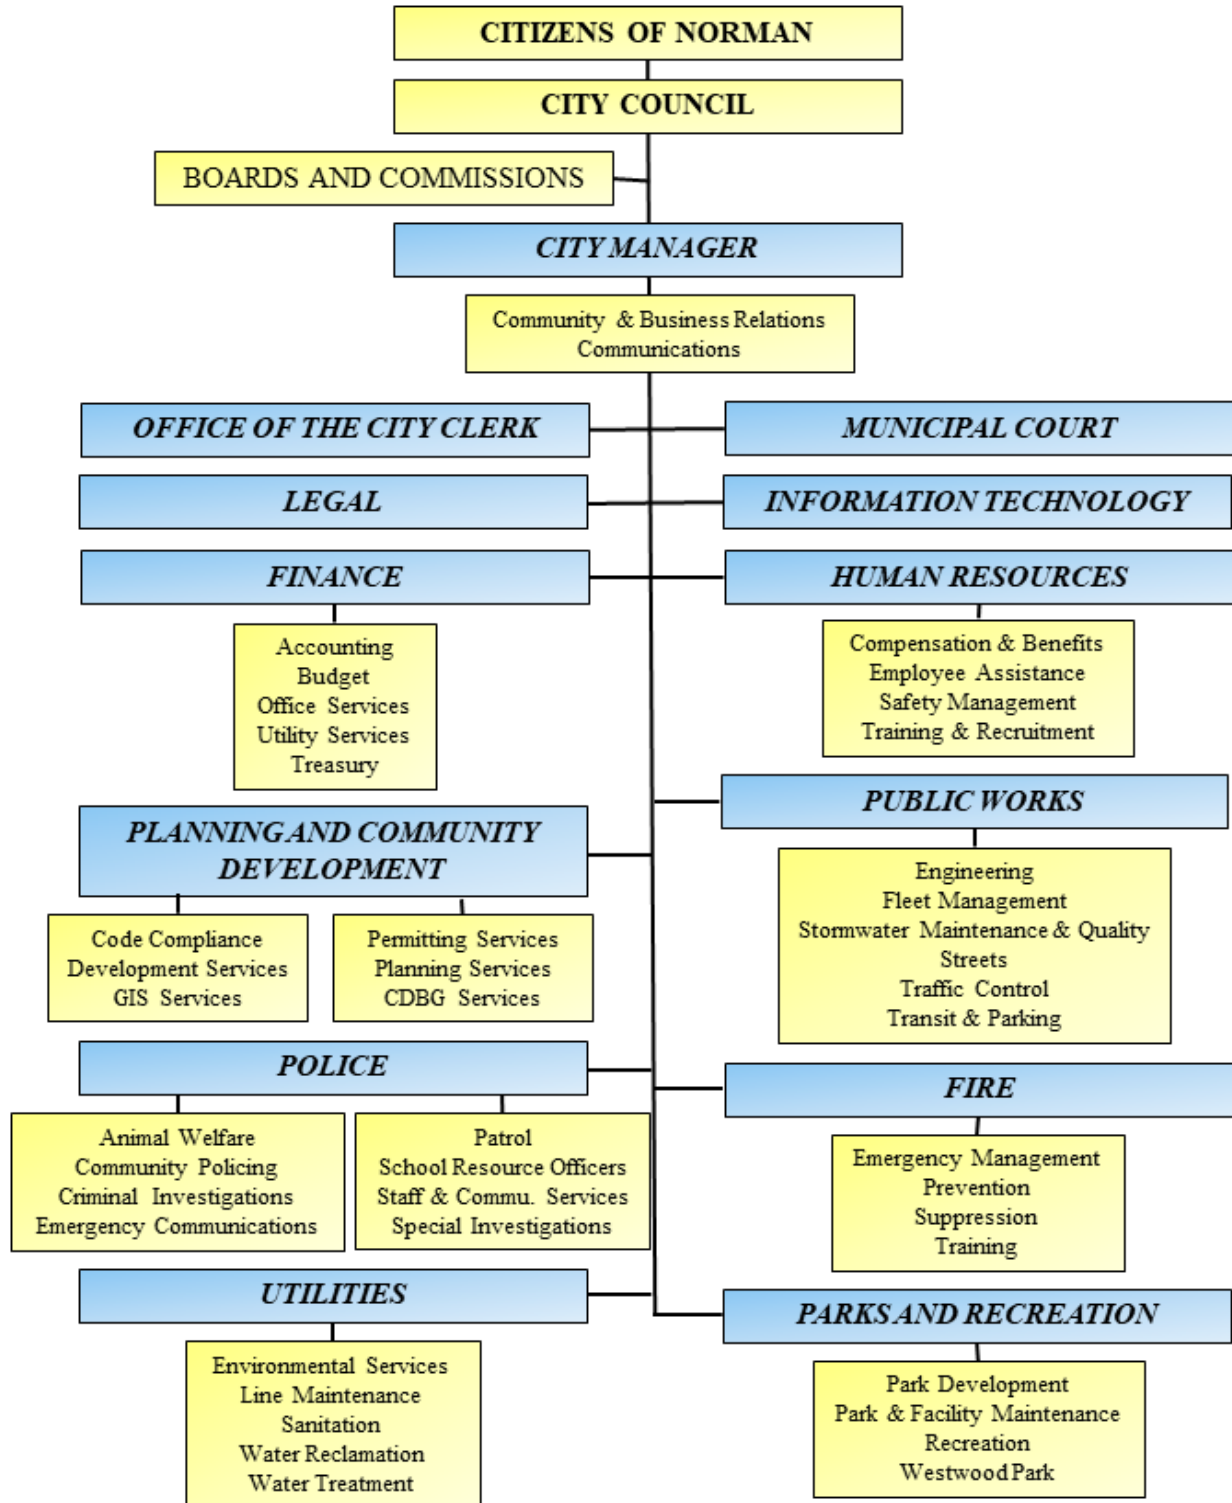 CITIZENS OF NORMAN
CITY COUNCIL
BOARDS AND COMMISSIONS
CITY MANAGER
Community & Business Relations
Communications
OFFICE OF THE CITY CLERK
MUNICIPAL COURT
LEGAL
INFORMATION TECHNOLOGY
FINANCE
HUMAN RESOURCES
Accounting
Budget
Office Services
Utility Services
Treasury
Compensation & Benefits
Employee Assistance
Safety Management
Training & Recruitment
PLANNING AND COMMUNITY
DEVELOPMENT
PUBLIC WORKS
Code Compliance
Development Services
GIS Services
Permitting Services
Planning Services
CDBG Services
Engineering
Fleet Management
Stormwater Maintenance & Quality
Streets
Traffic Control
Transit & Parking
POLICE
FIRE
Animal Welfare
Community Policing
Criminal Investigations
Emergency Communications
Patrol
School Resource Officers
Staff & Commu. Services
Special Investigations
Emergency Management
Prevention
Suppression
Training
UTILITIES
PARKS AND RECREATION
Environmental Services
Line Maintenance
Sanitation
Water Reclamation
Water Treatment
Park Development
Park & Facility Maintenance
Recreation
Westwood Park